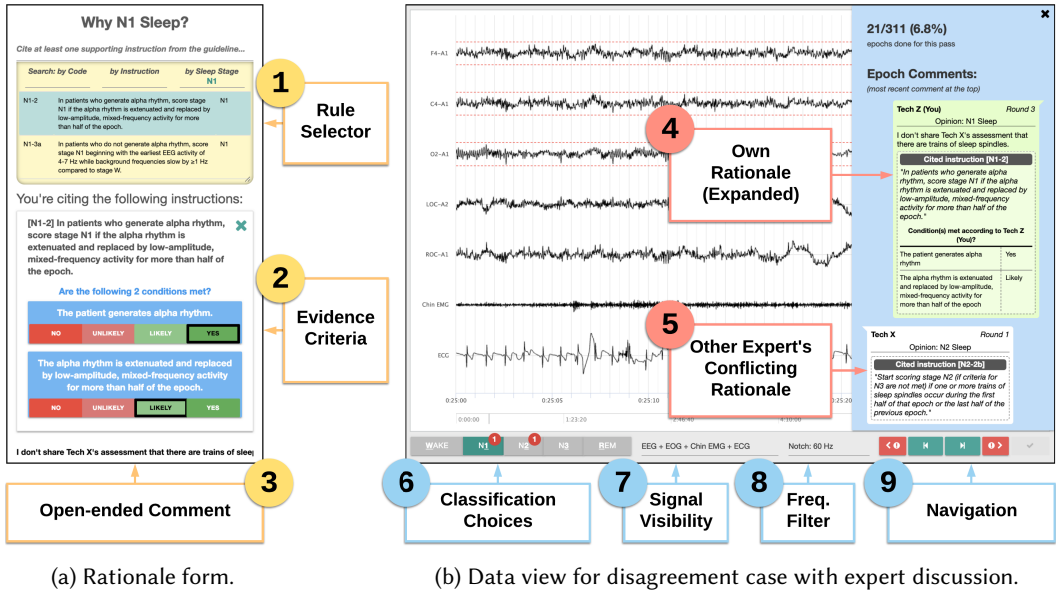 Why N1 Sleep?
Cite at least one supporting instruction from the guideline...
Search: by Code by Instruction by Sleep Stage
N1
N1-2 In patients who generate alpha rhythm, score stage N1
N1 if the alpha rhythm is extenuated and replaced by
low-amplitude, mixed-frequency activity for more
than half of the epoch.
N1-3a In patients who do not generate alpha rhythm, score N1
stage N1 beginning with the earliest EEG activity of
4-7 Hz while background frequencies slow by ≥1 Hz
compared to stage W.
You're citing the following instructions:
[N1-2] In patients who generate alpha rhythm,
score stage N1 if the alpha rhythm is
extenuated and replaced by low-amplitude,
mixed-frequency activity for more than half of
the epoch.
Are the following 2 conditions met?
The patient generates alpha rhythm.
NO UNLIKELY LIKELY YES
The alpha rhythm is extenuated and replaced
by low-amplitude, mixed-frequency activity
for more than half of the epoch.
NO UNLIKELY LIKELY YES
I don't share Tech X's assessment that there are trains of sleep
1
Rule
Selector
2
Evidence
Criteria
3
Open-ended Comment
(a) Rationale form.
F4-A1
C4-A1
O2-A1
LOC-A2
ROC-A1
Chin EMG
ECG
0:25:00 0:25:05 0:25:10 0:25:20
0:00:00 1:23:20 2:46:40 4:10:00
WAKE N1 1 N2 1 N3 REM EEG + EOG + Chin EMG + ECG Notch: 60 Hz
21/311 (6.8%)
epochs done for this pass
Epoch Comments:
(most recent comment at the top)
Tech Z (You) Round 3
Opinion: N1 Sleep
I don't share Tech X's assessment that
there are trains of sleep spindles.
Cited instruction [N1-2]
"In patients who generate alpha
rhythm, score stage N1 if the alpha
rhythm is extenuated and replaced
by low-amplitude, mixed-frequency
activity for more than half of the
epoch."
Condition(s) met according to Tech Z
(You)?
The patient generates alpha Yes
rhythm
The alpha rhythm is extenuated Likely
and replaced by low-amplitude,
mixed-frequency activity for
more than half of the epoch
Tech X Round 1
Opinion: N2 Sleep
Cited instruction [N2-2b]
"Start scoring stage N2 (if criteria for
N3 are not met) if one or more trains of
sleep spindles occur during the first
half of that epoch or the last half of the
previous epoch."
4
Own
Rationale
(Expanded)
5
Other Expert's
Conflicting
Rationale
6
Classification
Choices
7
Signal
Visibility
8
Freq.
Filter
9
Navigation
(b) Data view for disagreement case with expert discussion.